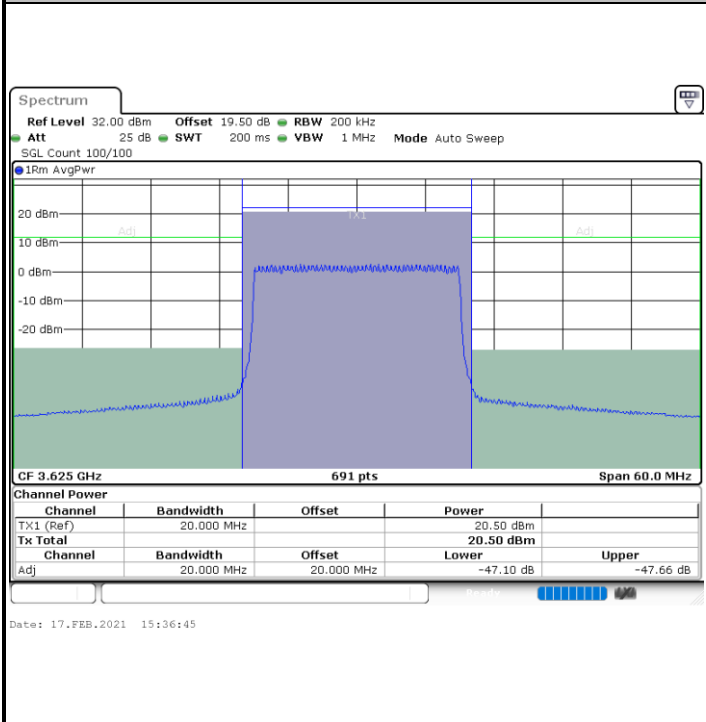 Spectrum
Ref Level 32.00 dBm Offset 19.50 dB RBW 200 kHz
Att 25 dB SWT 200 ms VBW 1 MHz Mode Auto Sweep
SGL Count 100/100
1Rm AvgPwr
20 dBm
TX1
Adj Adj
10 dBm
0 dBm
-10 dBm
-20 dBm
CF 3.625 GHz 691 pts Span 60.0 MHz
Channel Power
Channel Bandwidth Offset Power
TX1 (Ref) 20.000 MHz 20.50 dBm
Tx Total 20.50 dBm
Channel Bandwidth Offset Lower Upper
Adj 20.000 MHz 20.000 MHz -47.10 dB -47.66 dB
Ready
Date: 17.FEB.2021 15:36:45